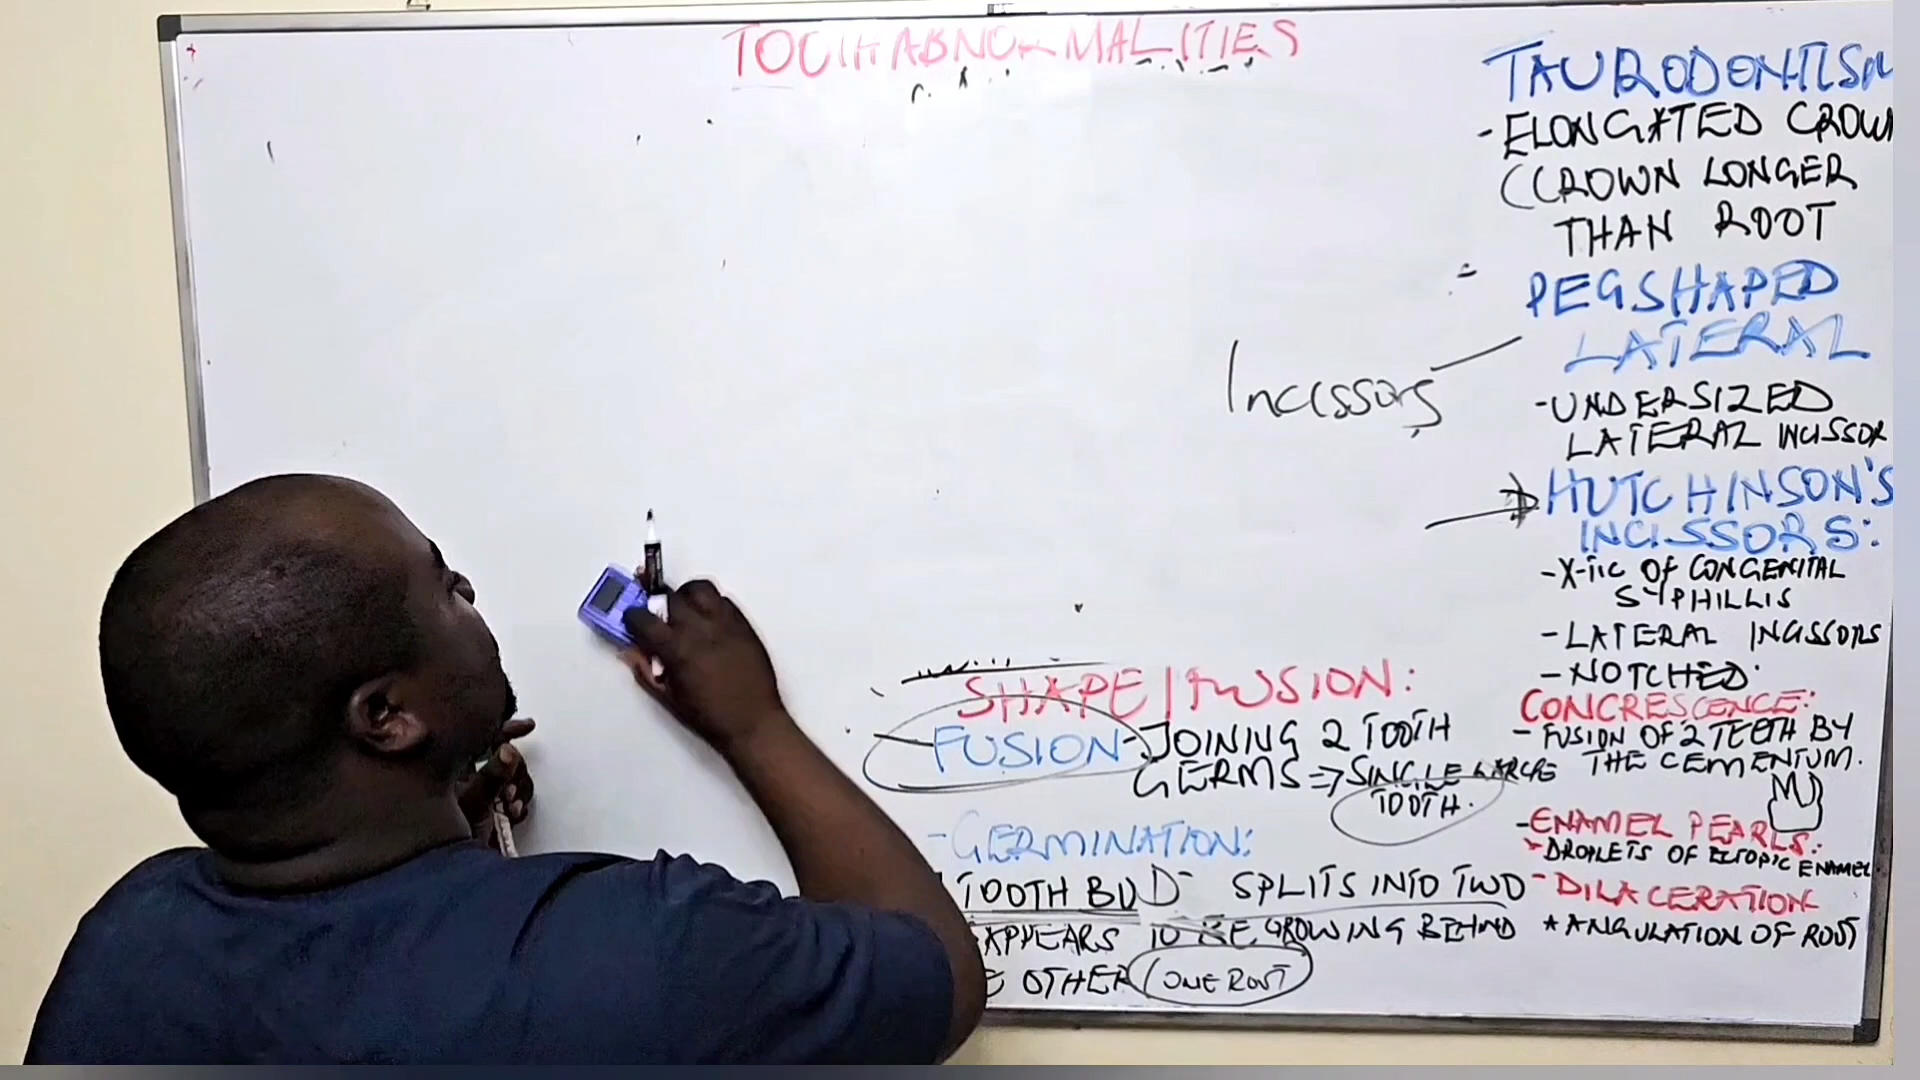 TOOTH ABNORMALITIES
SHAPE/FUSION:
- FUSION - JOINING 2 TOOTH
GERMS => SINGLE LARGE
TOOTH.
- GERMINATION:
TOOTH BUD - SPLITS INTO TWO
APPEARS TO BE GROWING BEHIND
OTHER (ONE ROOT)
Incissors
TAURODONTISM
- ELONGATED CROWN
(CROWN LONGER
THAN ROOT
PEGSHAPED
LATERAL
- UNDERSIZED
LATERAL INCISSOR
HUTCHINSON'S
INCISSORS:
- X-tic OF CONGENITAL
SYPHILLIS
- LATERAL INCISSORS
- NOTCHED.
CONCRESCENCE:
- FUSION OF 2 TEETH BY
THE CEMENTUM.
- ENAMEL PEARLS:
* DROPLETS OF ECTOPIC ENAMEL.
- DILACERATION
* ANGULATION OF ROOT